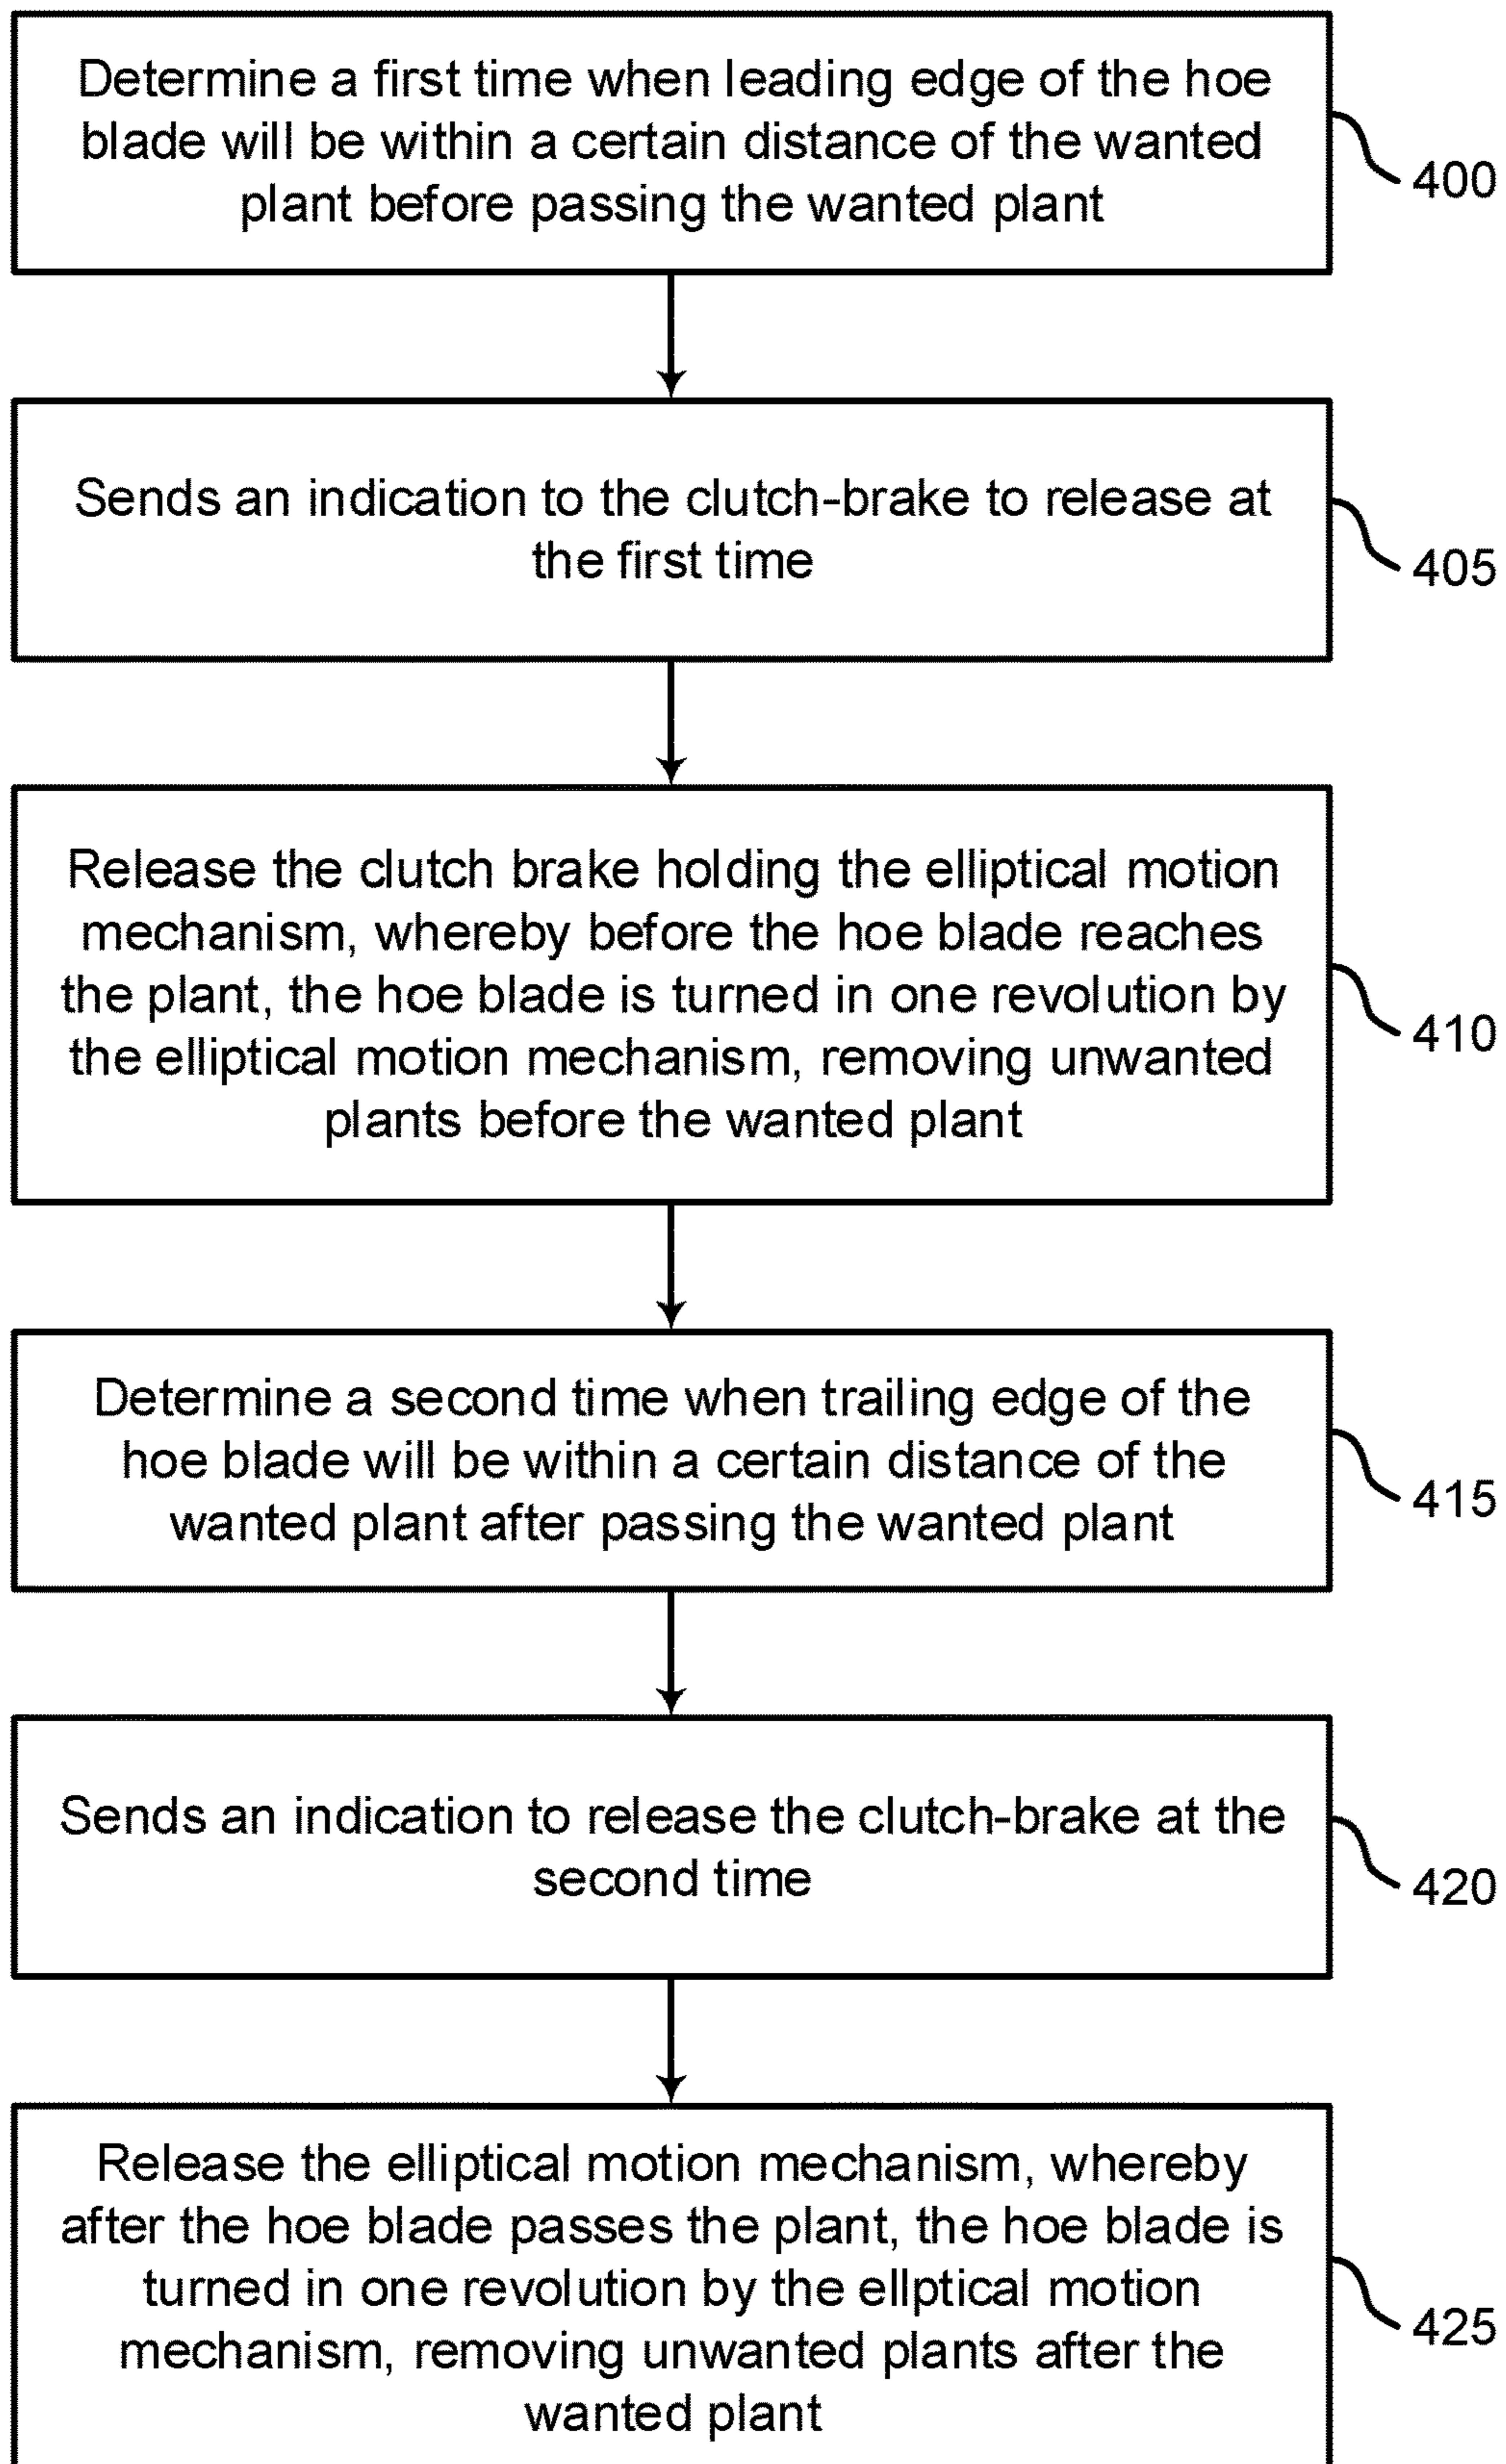 Determine a first time when leading edge of the hoe
blade will be within a certain distance of the wanted
plant before passing the wanted plant
400
Sends an indication to the clutch-brake to release at
the first time
405
Release the clutch brake holding the elliptical motion
mechanism, whereby before the hoe blade reaches
the plant, the hoe blade is turned in one revolution by
the elliptical motion mechanism, removing unwanted
plants before the wanted plant
410
Determine a second time when trailing edge of the
hoe blade will be within a certain distance of the
wanted plant after passing the wanted plant
415
Sends an indication to release the clutch-brake at the
second time
420
Release the elliptical motion mechanism, whereby
after the hoe blade passes the plant, the hoe blade is
turned in one revolution by the ellptical motion
mechanism, removing unwanted plants after the
wanted plant
425